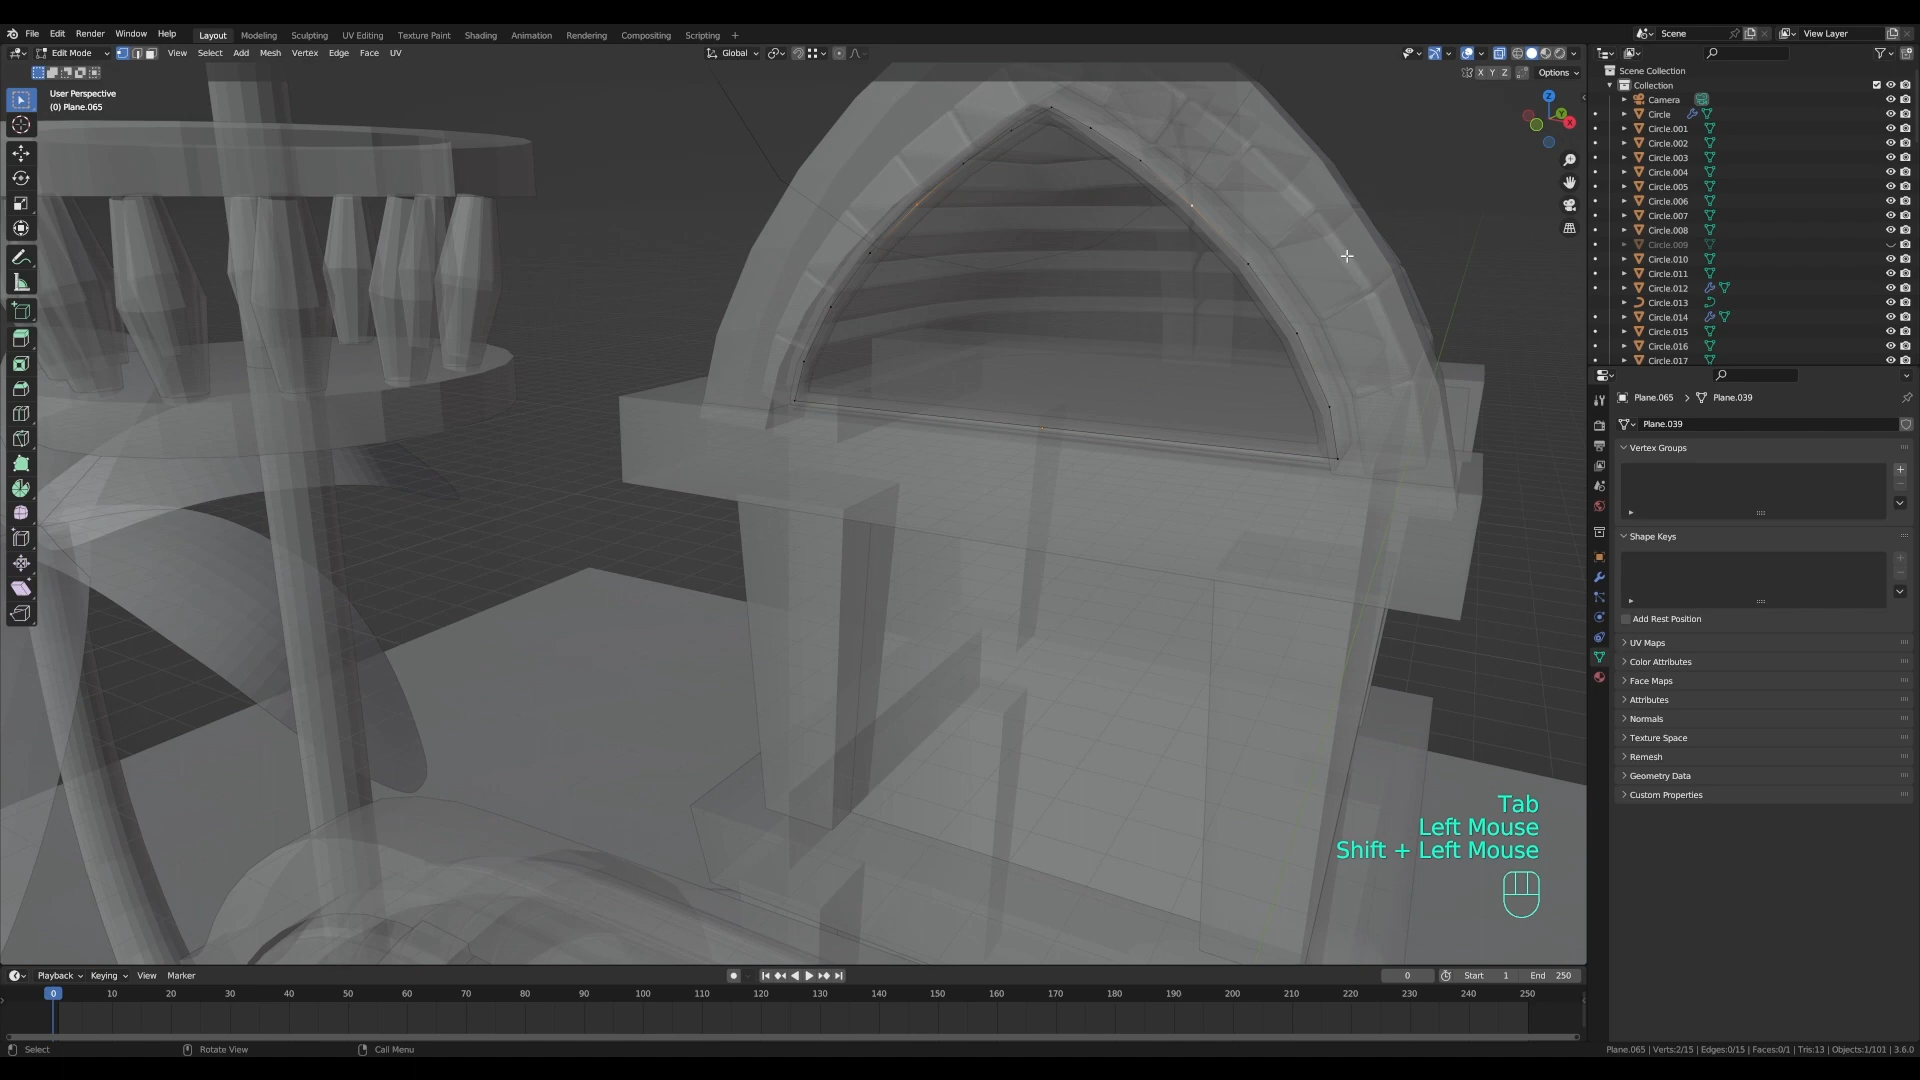 File Edit Render Window Help Layout Modeling Sculpting UV Editing Texture Paint Shading Animation Rendering Compositing Scripting + Scene View Layer
Edit Mode View Select Add Mesh Vertex Edge Face UV Global
X Y Z Options
User Perspective
(0) Plane.065
Z
Y
X
Scene Collection
Collection
Camera
Circle
Circle.001
Circle.002
Circle.003
Circle.004
Circle.005
Circle.006
Circle.007
Circle.008
Circle.009
Circle.010
Circle.011
Circle.012
Circle.013
Circle.014
Circle.015
Circle.016
Circle.017
Plane.065 > Plane.039
Plane.039
Vertex Groups
Shape Keys
Add Rest Position
UV Maps
Color Attributes
Face Maps
Attributes
Normals
Texture Space
Remesh
Geometry Data
Custom Properties
Tab
Left Mouse
Shift + Left Mouse
Playback Keying View Marker 0 Start 1 End 250
0 10 20 30 40 50 60 70 80 90 100 110 120 130 140 150 160 170 180 190 200 210 220 230 240 250
Select Rotate View Call Menu Plane.065 | Verts:2/15 | Edges:0/15 | Faces:0/1 | Tris:13 | Objects:1/101 | 3.6.0